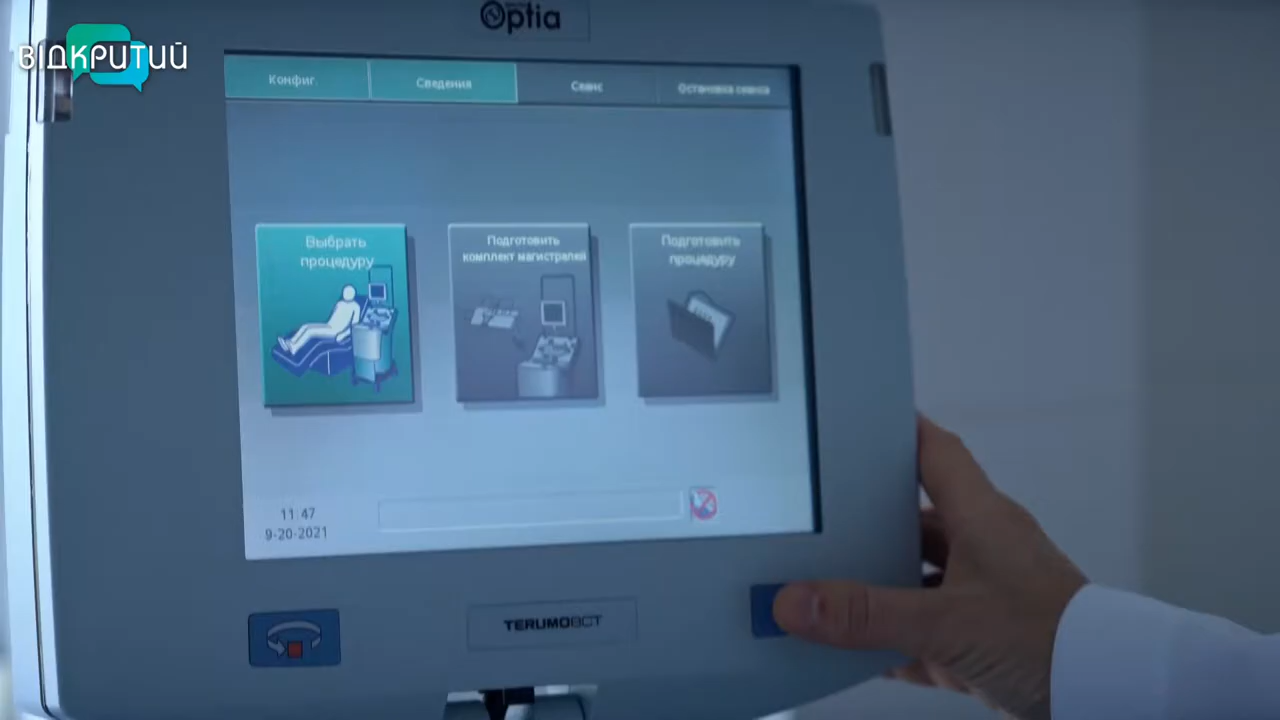 Optia
ВІДКРИТИЙ
Конфиг. Сведения Сеанс Остановка сеанса
Выбрать
процедуру
Подготовить
комплект магистралей
Подготовить
процедуру
11:47
9-20-2021
TERUMOBCT